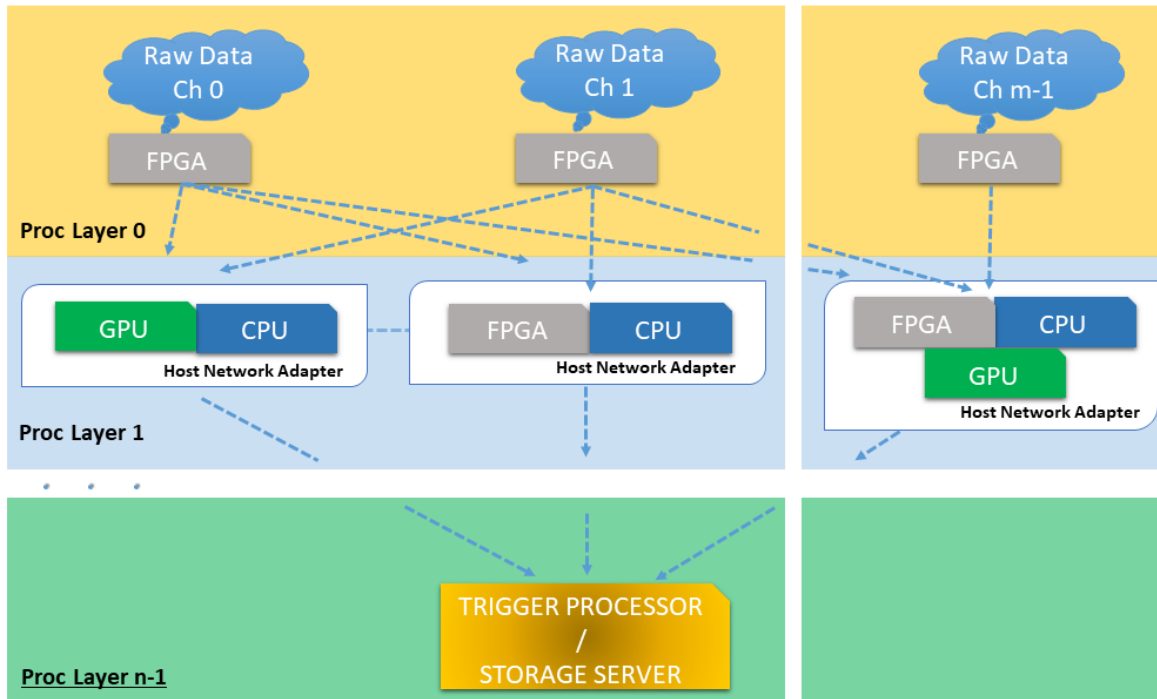 Raw Data
Ch 0
Raw Data
Ch 1
Raw Data
Ch m-1
FPGA
FPGA
FPGA
Proc Layer 0
GPU
CPU
Host Network Adapter
FPGA
CPU
Host Network Adapter
FPGA
CPU
GPU
Host Network Adapter
Proc Layer 1
. . .
TRIGGER PROCESSOR
/
STORAGE SERVER
Proc Layer n-1